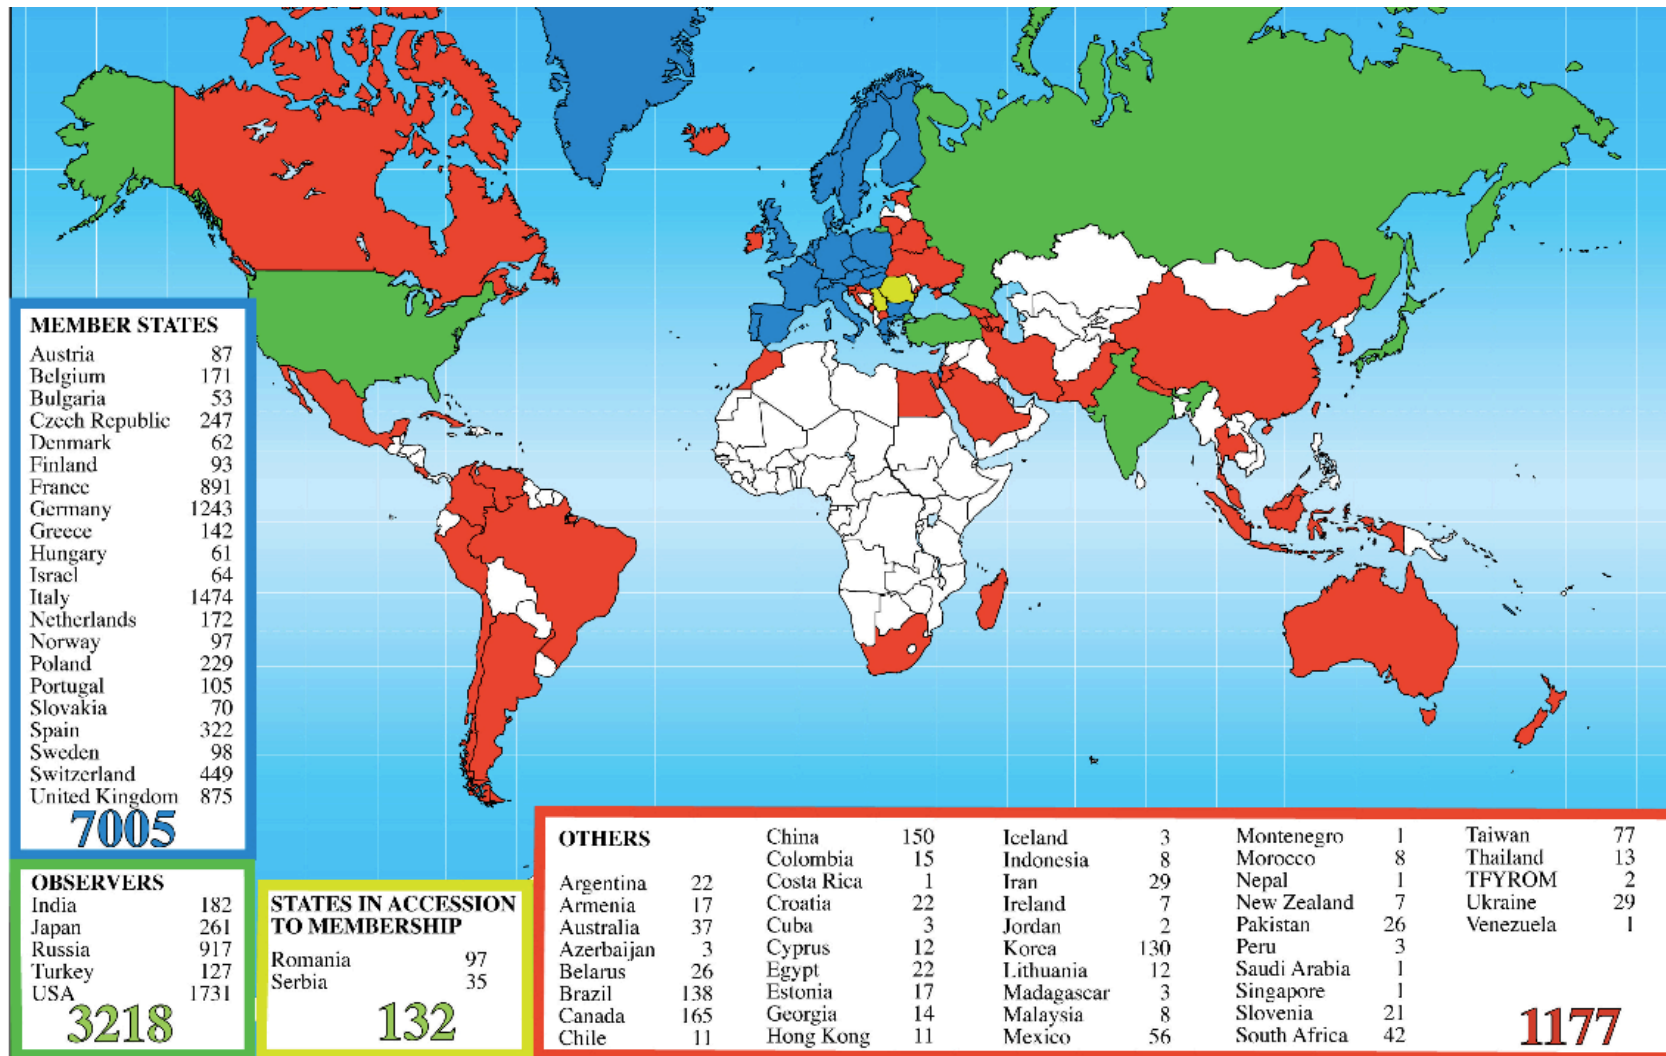 MEMBER STATES
Austria 87
Belgium 171
Bulgaria 53
Czech Republic 247
Denmark 62
Finland 93
France 891
Germany 1243
Greece 142
Hungary 61
Israel 64
Italy 1474
Netherlands 172
Norway 97
Poland 229
Portugal 105
Slovakia 70
Spain 322
Sweden 98
Switzerland 449
United Kingdom 875
7005
OBSERVERS
India 182
Japan 261
Russia 917
Turkey 127
USA 1731
3218
STATES IN ACCESSION
TO MEMBERSHIP
Romania 97
Serbia 35
132
OTHERS
Argentina 22
Armenia 17
Australia 37
Azerbaijan 3
Belarus 26
Brazil 138
Canada 165
Chile 11
China 150
Colombia 15
Costa Rica 1
Croatia 22
Cuba 3
Cyprus 12
Egypt 22
Estonia 17
Georgia 14
Hong Kong 11
Iceland 3
Indonesia 8
Iran 29
Ireland 7
Jordan 2
Korea 130
Lithuania 12
Madagascar 3
Malaysia 8
Mexico 56
Montenegro 1
Morocco 8
Nepal 1
New Zealand 7
Pakistan 26
Peru 3
Saudi Arabia 1
Singapore 1
Slovenia 21
South Africa 42
Taiwan 77
Thailand 13
TFYROM 2
Ukraine 29
Venezuela 1
1177